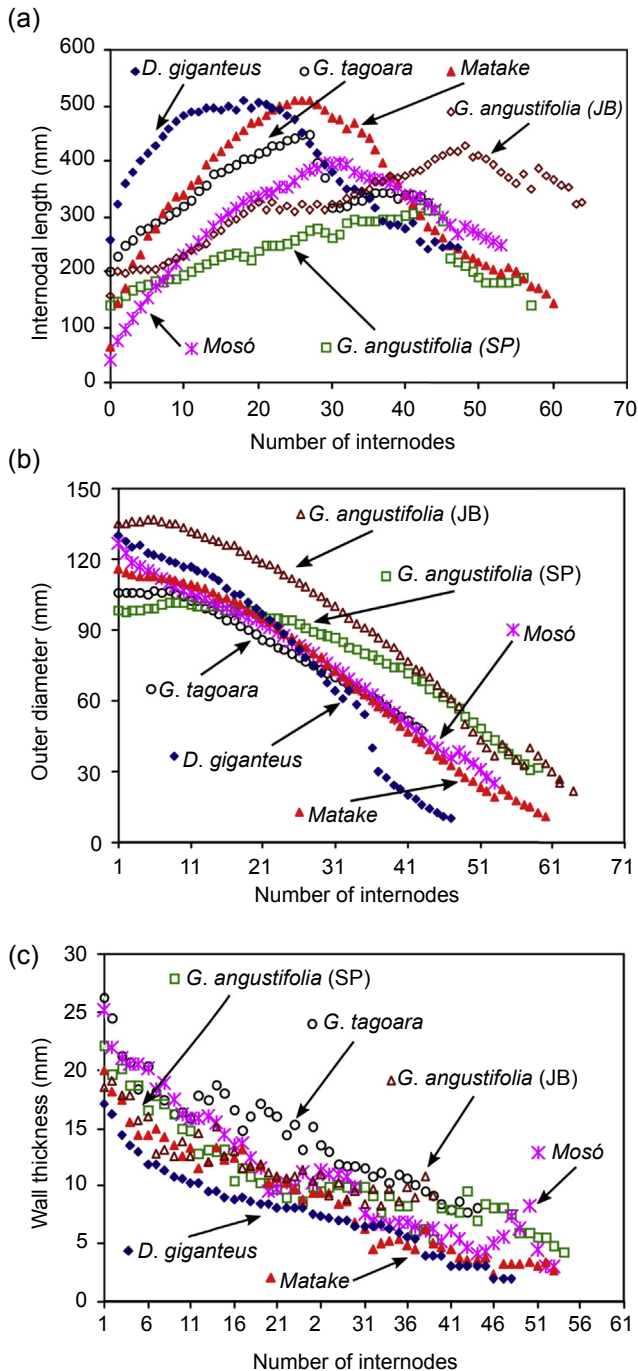 (a)
600
500
400
300
200
100
0
Internodal length (mm)
D. giganteus
G. tagoara
Matake
G. angustifolia (JB)
Mosó
G. angustifolia (SP)
0 10 20 30 40 50 60 70
Number of internodes
(b)
150
120
90
60
30
0
Outer diameter (mm)
G. angustifolia (JB)
G. angustifolia (SP)
Mosó
G. tagoara
D. giganteus
Matake
1 11 21 31 41 51 61 71
Number of internodes
(c)
30
25
20
15
10
5
0
Wall thickness (mm)
G. angustifolia (SP)
G. tagoara
G. angustifolia (JB)
Mosó
D. giganteus
Matake
1 6 11 16 21 2 31 36 41 46 51 56 61
Number of internodes